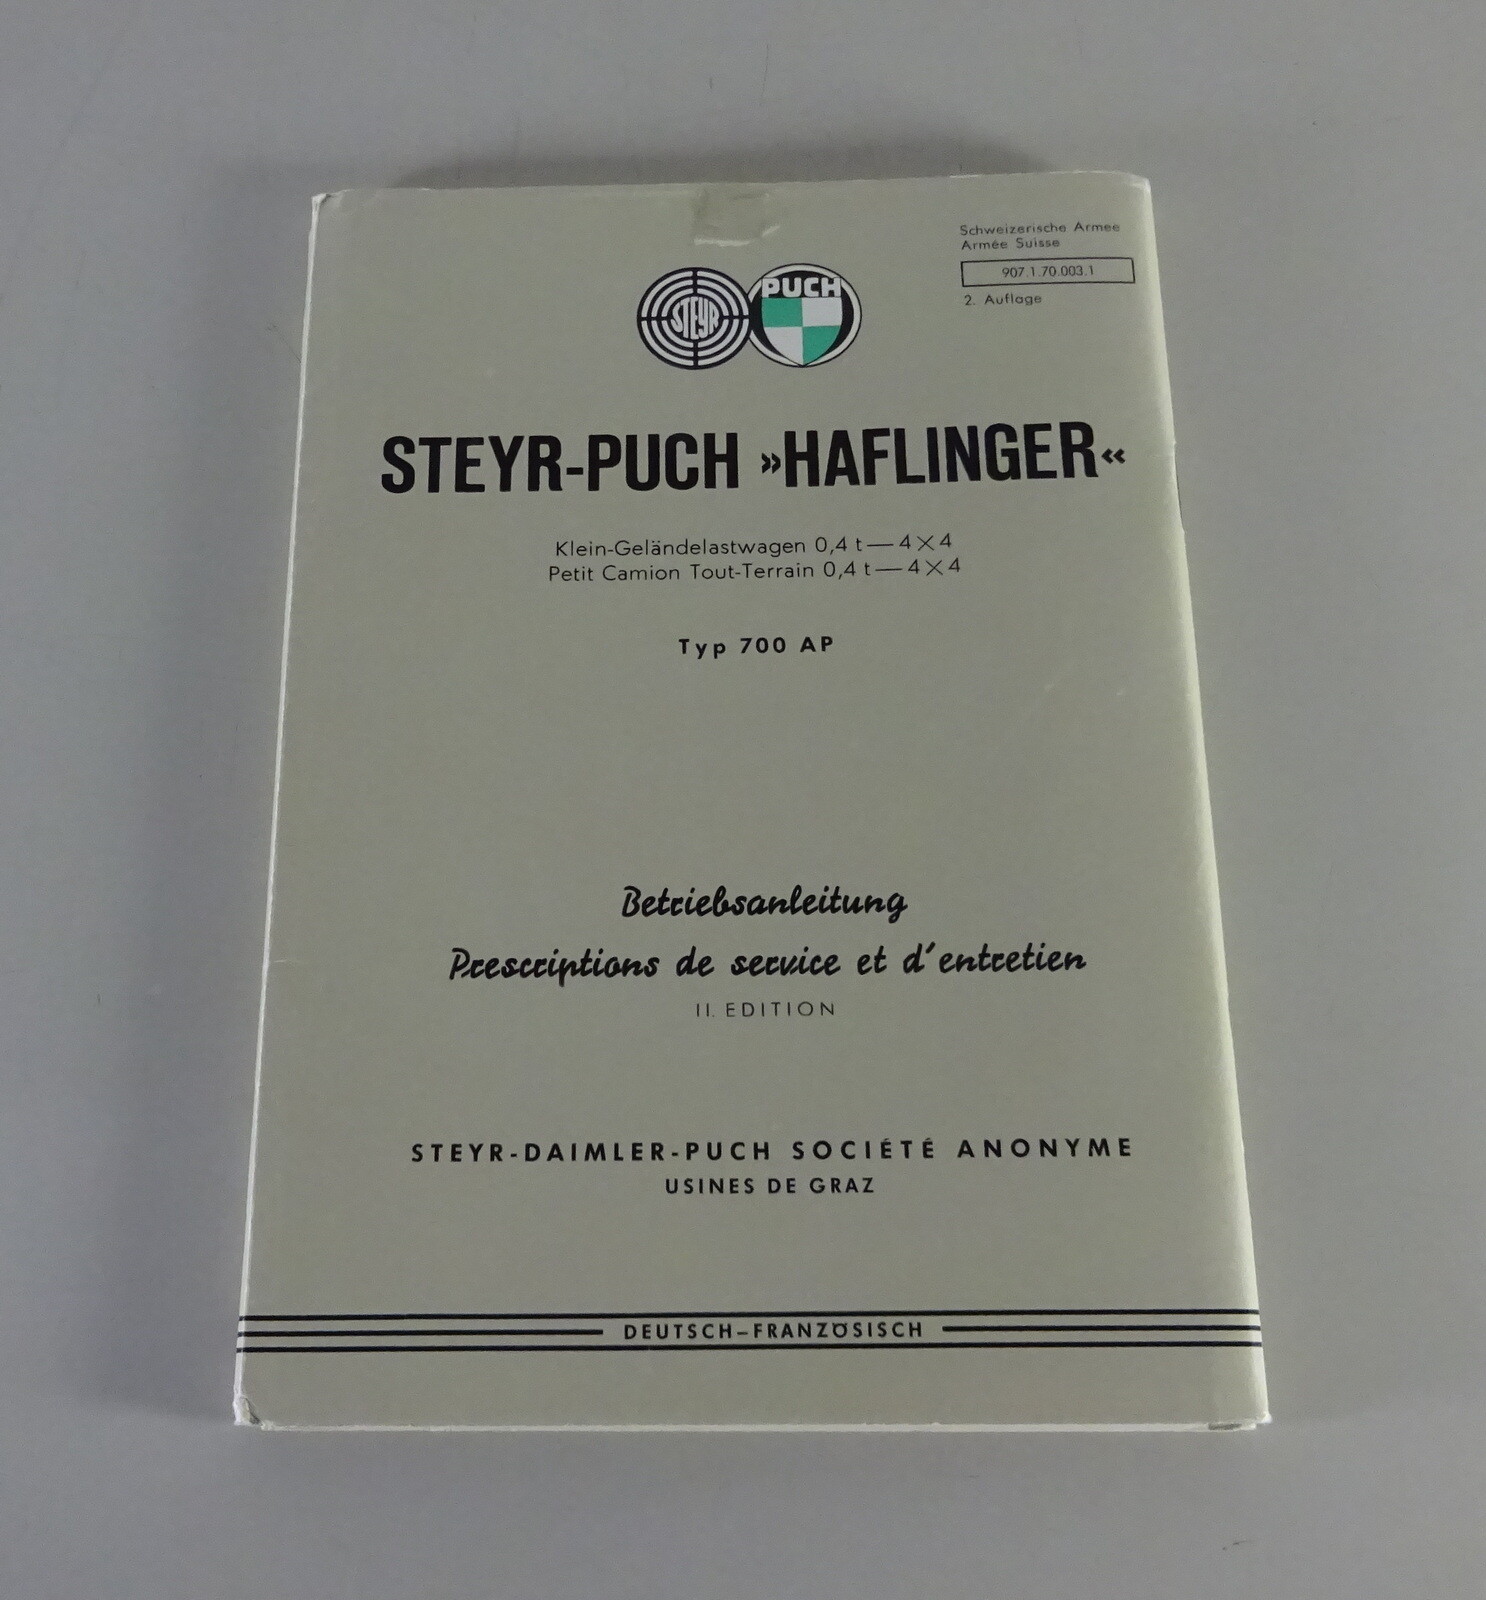 Schweizerische Armee
Armée Suisse
907.1.70.003.1
2. Auflage
STEYR
PUCH
STEYR-PUCH »HAFLINGER«
Klein-Geländelastwagen 0,4 t — 4×4
Petit Camion Tout-Terrain 0,4 t — 4×4
Typ 700 AP
Betriebsanleitung
Prescriptions de service et d'entretien
II. EDITION
STEYR-DAIMLER-PUCH SOCIÉTÉ ANONYME
USINES DE GRAZ
DEUTSCH–FRANZÖSISCH